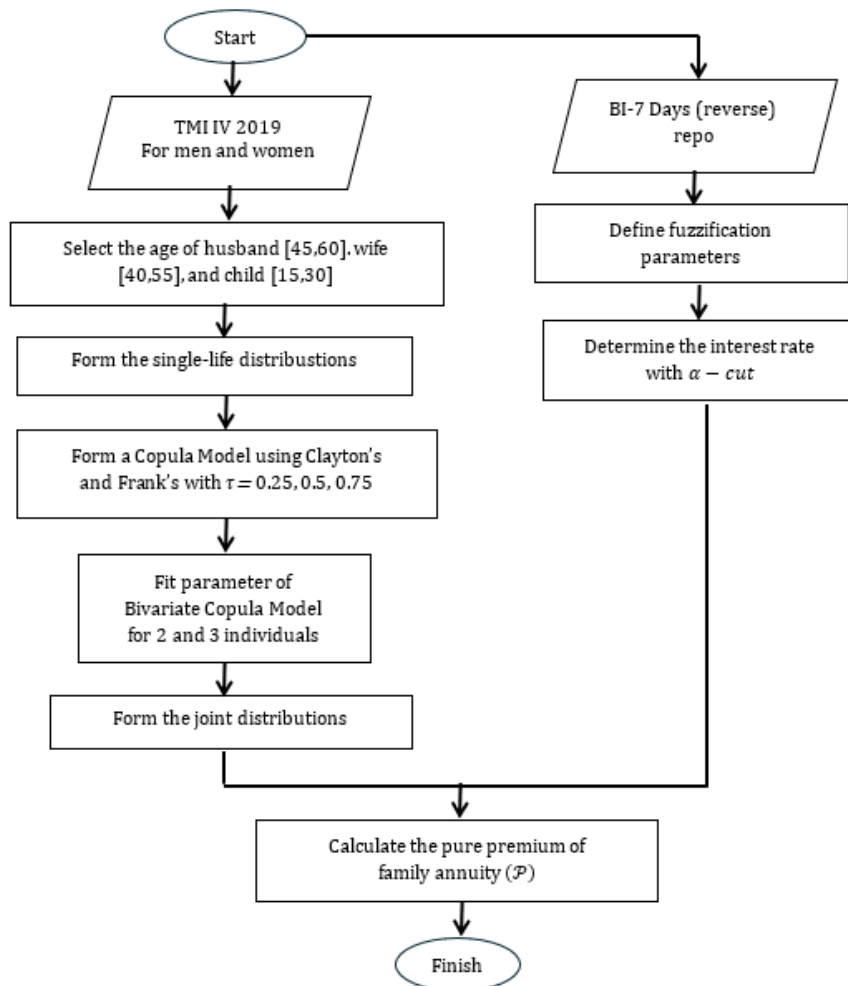 Start
TMI IV 2019
For men and women
Select the age of husband [45,60]. wife
[40,55], and child [15,30]
Form the single-life distribustions
Form a Copula Model using Clayton's
and Frank's with τ = 0.25, 0.5, 0.75
Fit parameter of
Bivariate Copula Model
for 2 and 3 individuals
Form the joint distributions
BI-7 Days (reverse)
repo
Define fuzzification
parameters
Determine the interest rate
with α − cut
Calculate the pure premium of
family annuity (𝒫)
Finish